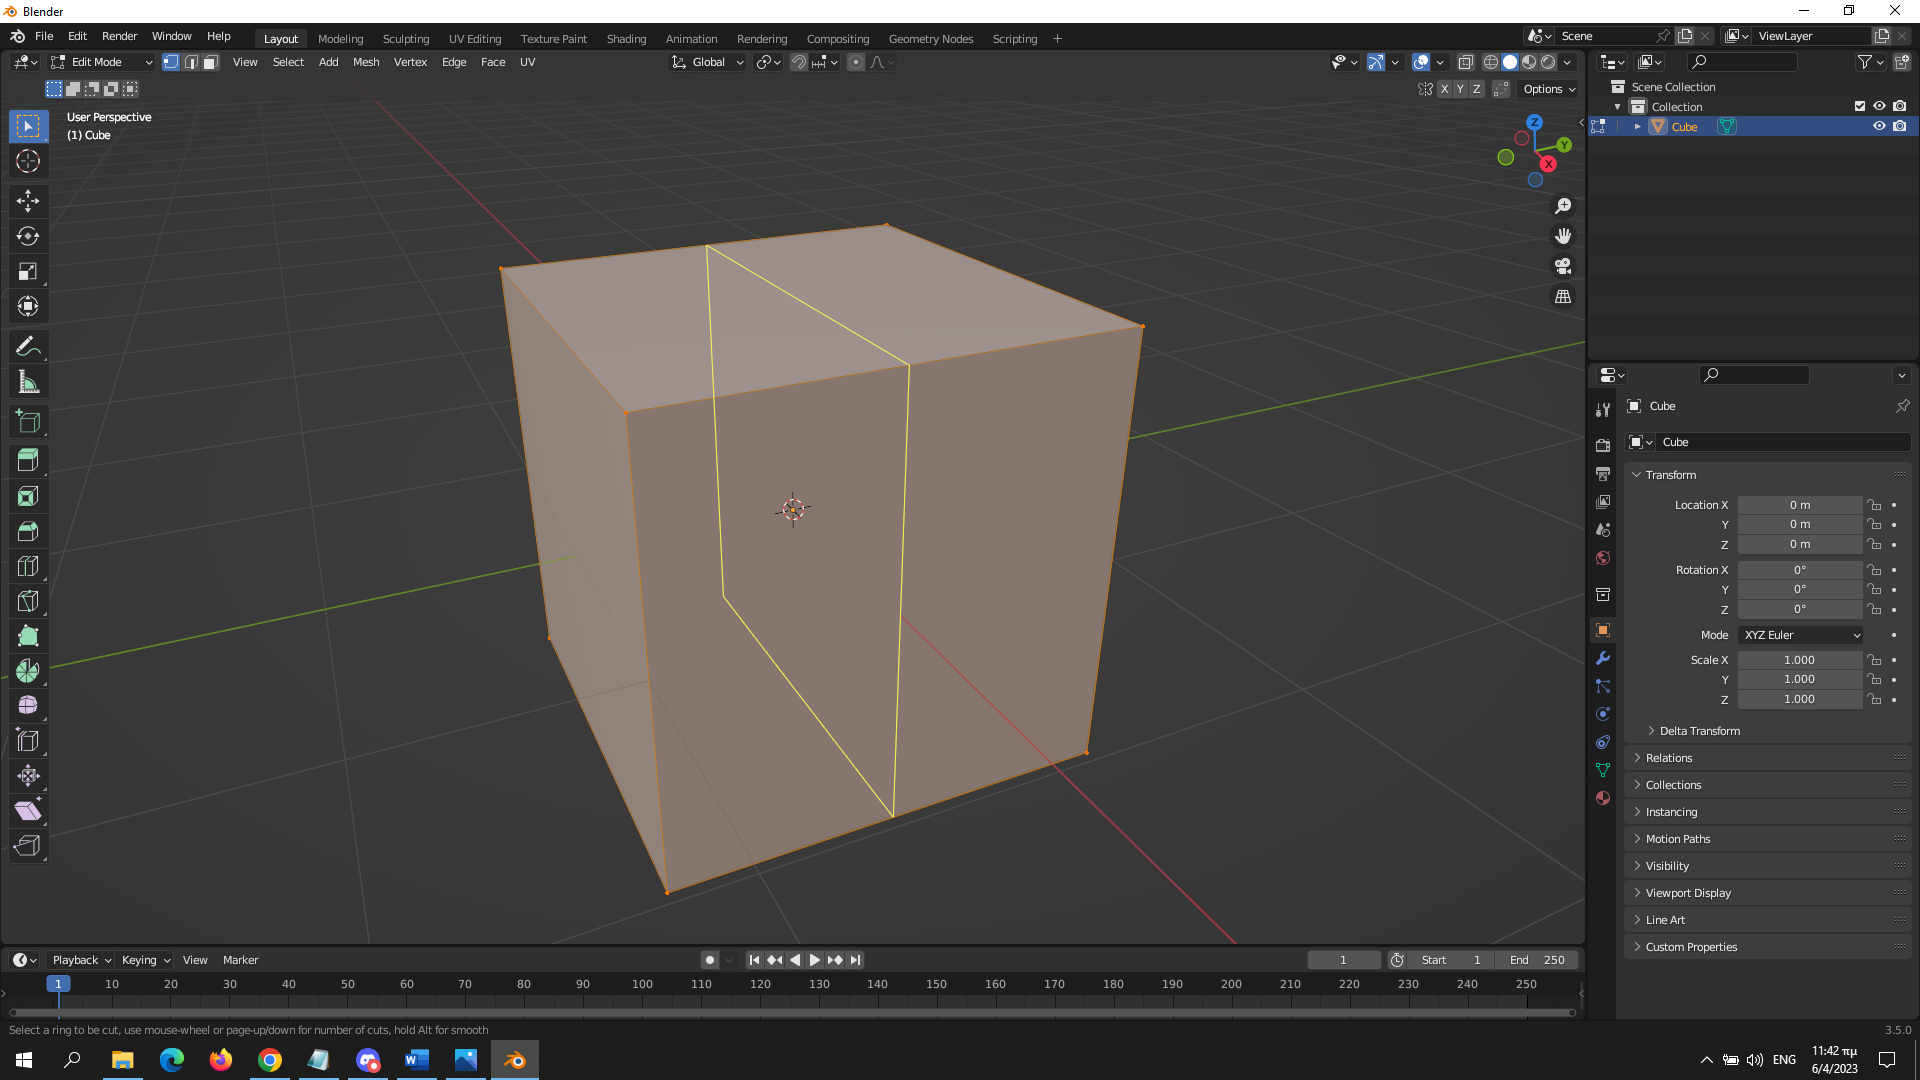 Blender
File Edit Render Window Help
Layout Modeling Sculpting UV Editing Texture Paint Shading Animation Rendering Compositing Geometry Nodes Scripting +
Scene
ViewLayer
Edit Mode View Select Add Mesh Vertex Edge Face UV
Global
X Y Z Options
User Perspective
(1) Cube
Z
Y
X
Scene Collection
Collection
Cube
Cube
Cube
Transform
Location X 0 m
Y 0 m
Z 0 m
Rotation X 0°
Y 0°
Z 0°
Mode XYZ Euler
Scale X 1.000
Y 1.000
Z 1.000
Delta Transform
Relations
Collections
Instancing
Motion Paths
Visibility
Viewport Display
Line Art
Custom Properties
Playback Keying View Marker
1 Start 1 End 250
1 10 20 30 40 50 60 70 80 90 100 110 120 130 140 150 160 170 180 190 200 210 220 230 240 250
Select a ring to be cut, use mouse-wheel or page-up/down for number of cuts, hold Alt for smooth
3.5.0
ENG
11:42 πμ
6/4/2023